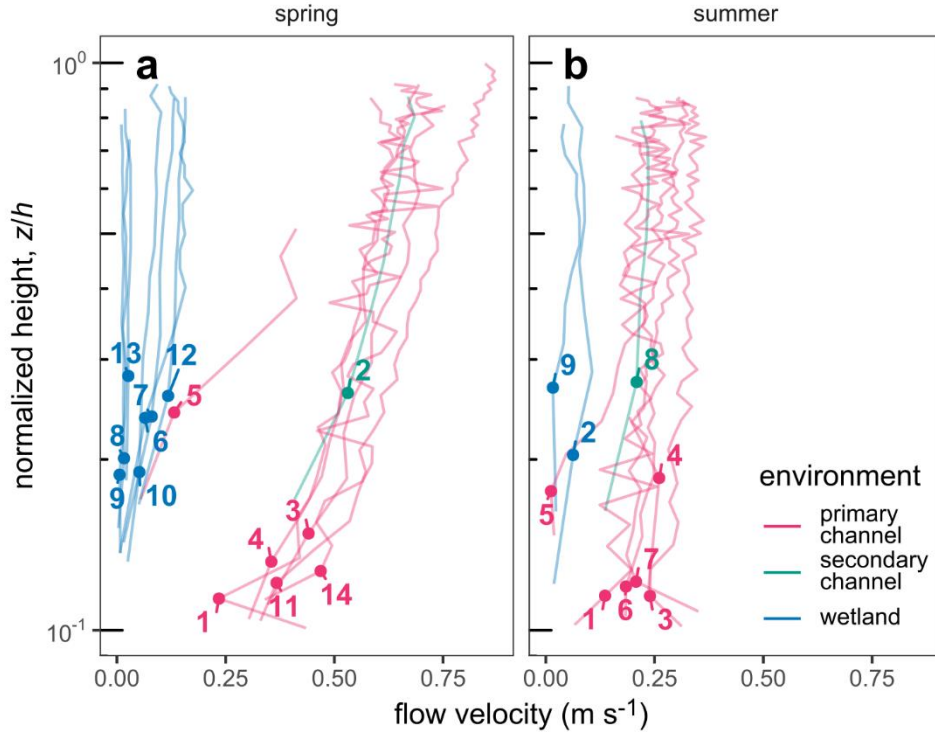 spring
summer
a
b
10⁰
10⁻¹
normalized height, z/h
13
12
7
5
8
6
9
10
2
3
4
14
11
1
9
8
2
4
5
7
1
6
3
environment
primary
channel
secondary
channel
wetland
0.00
0.25
0.50
0.75
0.00
0.25
0.50
0.75
flow velocity (m s⁻¹)